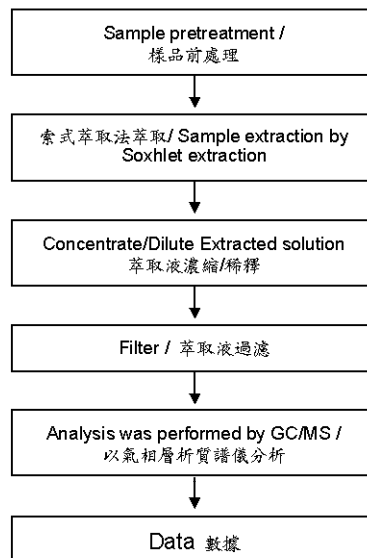 Sample pretreatment /
樣品前處理
索式萃取法萃取/ Sample extraction by
Soxhlet extraction
Concentrate/Dilute Extracted solution
萃取液濃縮/稀釋
Filter / 萃取液過濾
Analysis was performed by GC/MS /
以氣相層析質譜儀分析
Data 數據